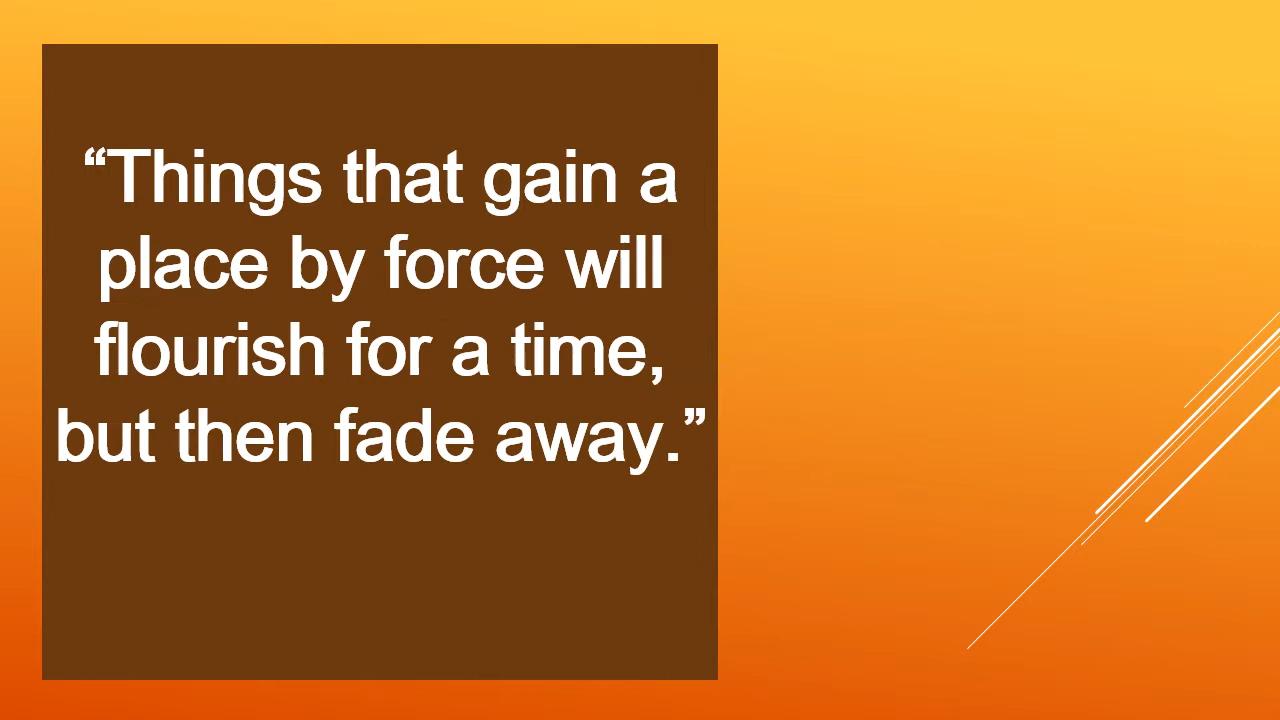 “Things that gain a
place by force will
flourish for a time,
but then fade away.”